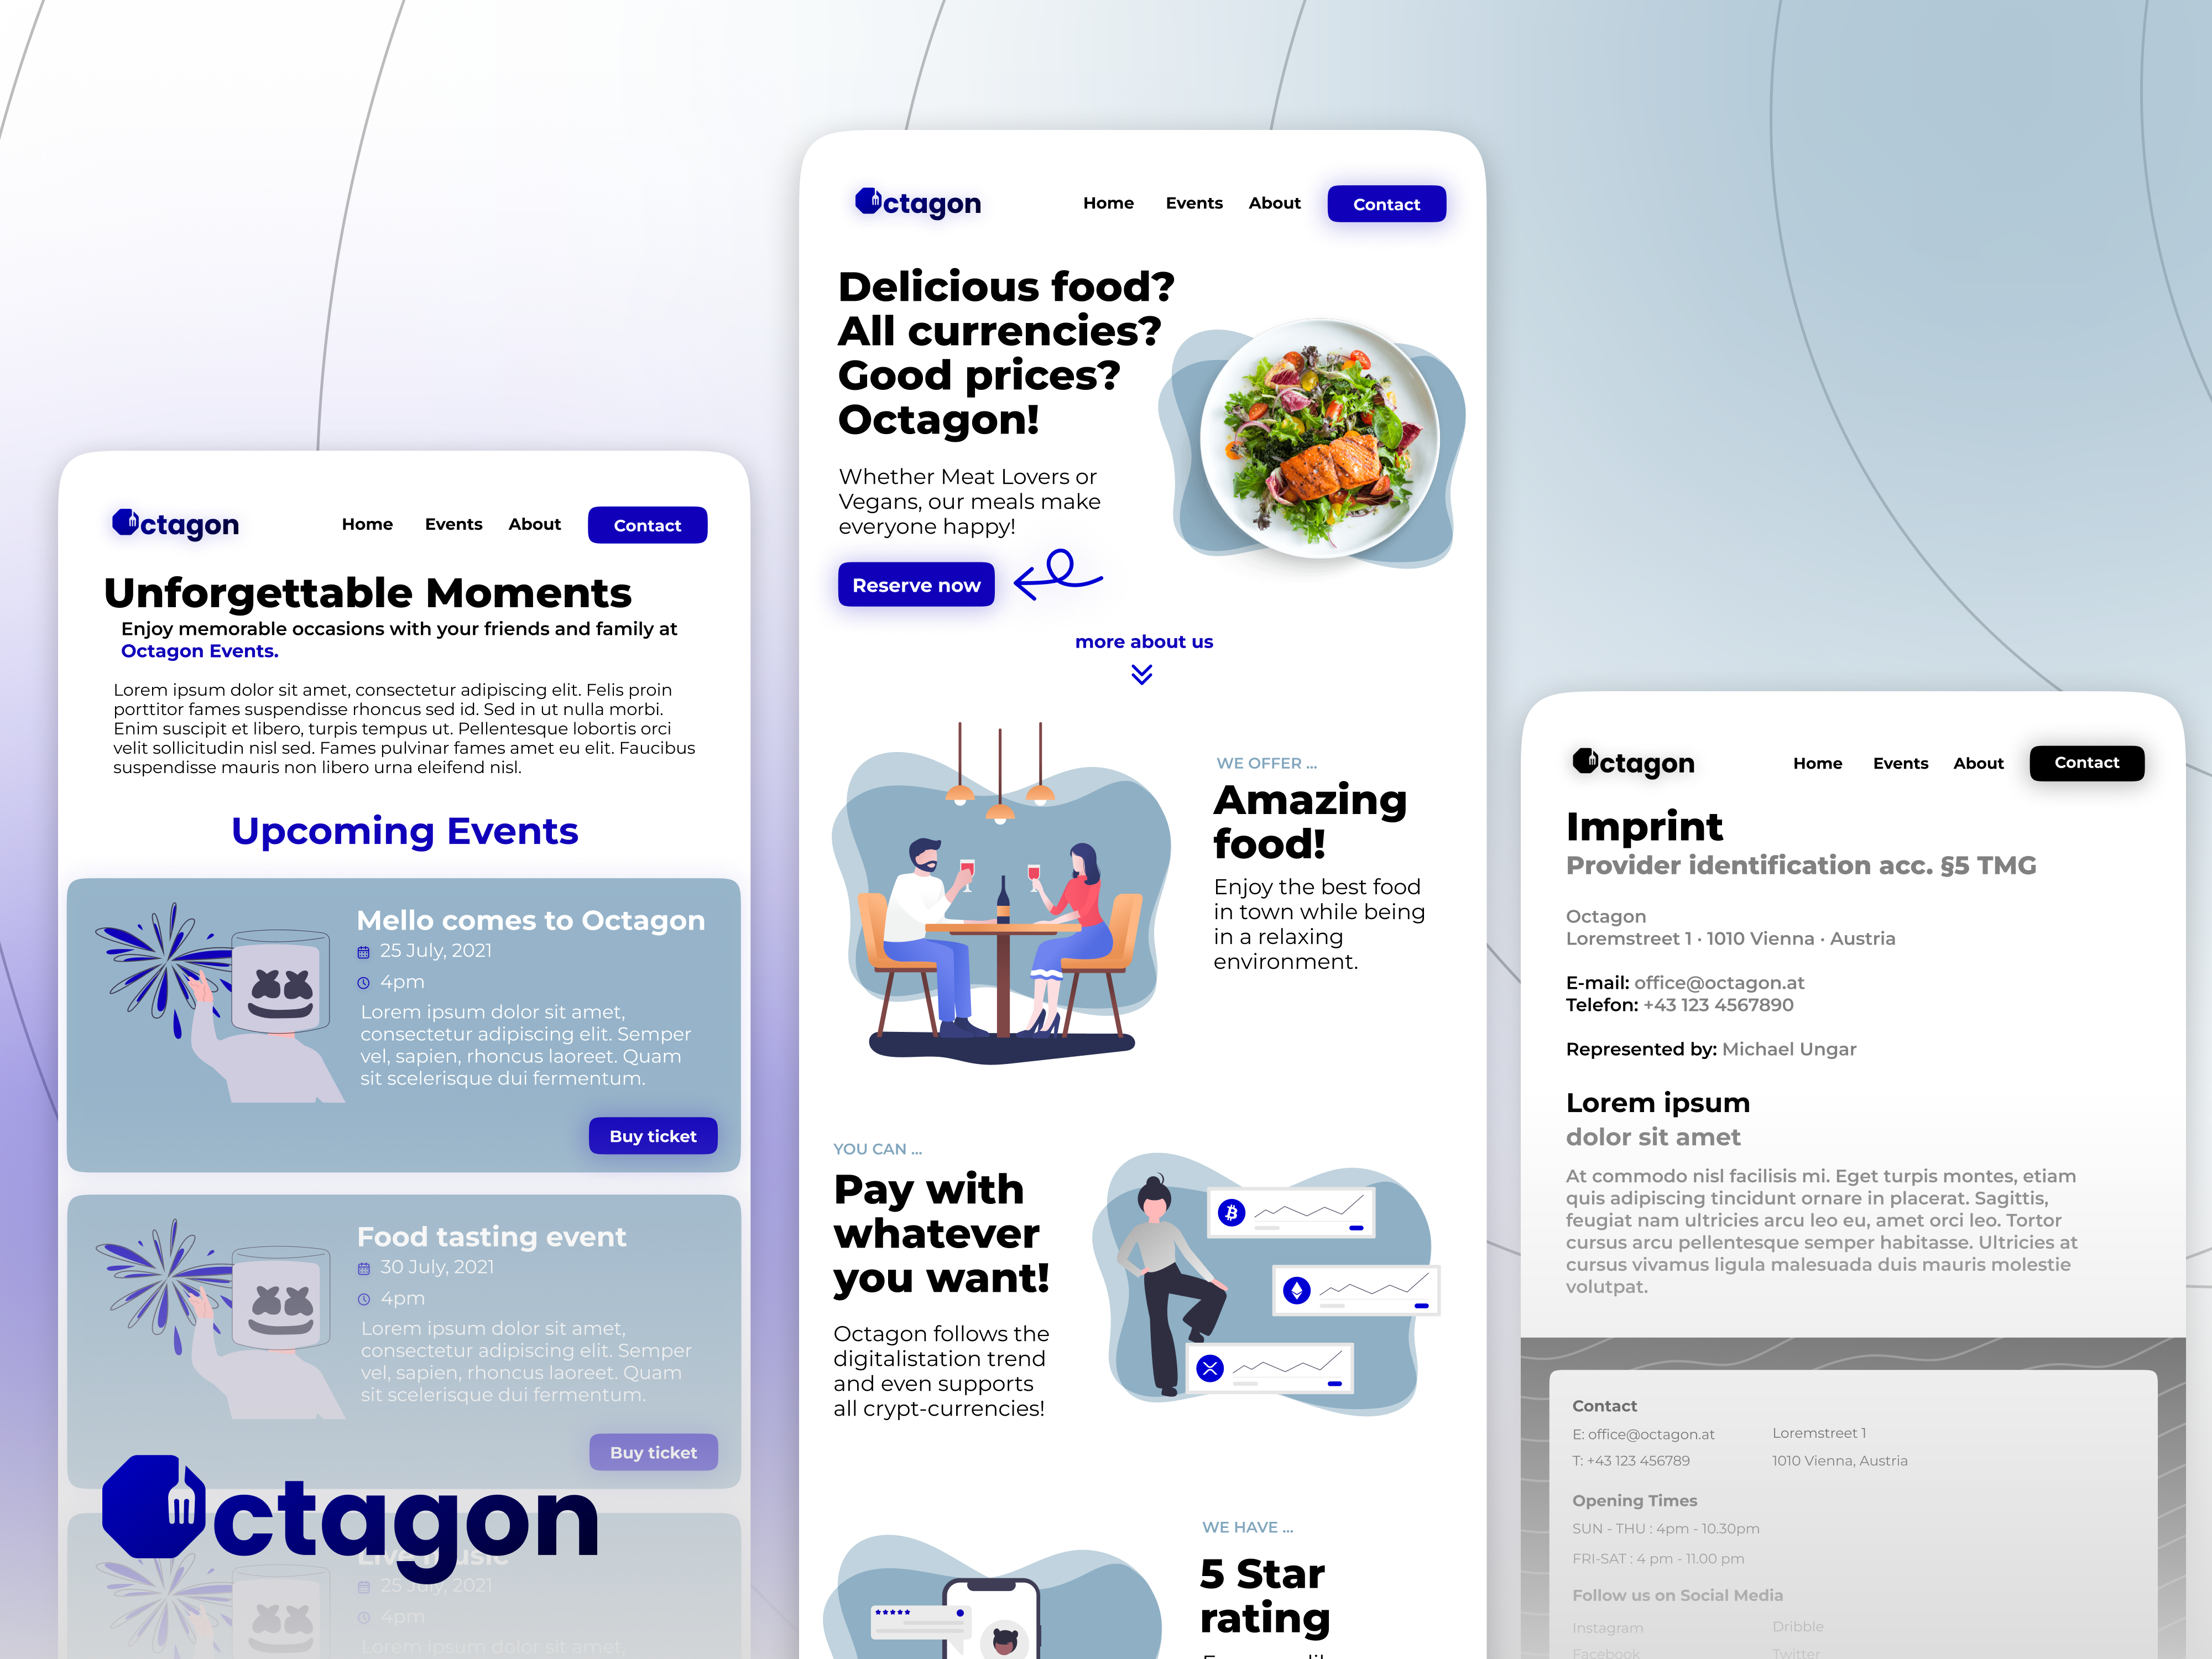 Octagon
Home Events About Contact
Unforgettable Moments
Enjoy memorable occasions with your friends and family at
Octagon Events.
Lorem ipsum dolor sit amet, consectetur adipiscing elit. Felis proin
porttitor fames suspendisse rhoncus sed id. Sed in ut nulla morbi.
Enim suscipit et libero, turpis tempus ut. Pellentesque lobortis orci
velit sollicitudin nisl sed. Fames pulvinar fames amet eu elit. Faucibus
suspendisse mauris non libero urna eleifend nisl.
Upcoming Events
Mello comes to Octagon
25 July, 2021
4pm
Lorem ipsum dolor sit amet,
consectetur adipiscing elit. Semper
vel, sapien, rhoncus laoreet. Quam
sit scelerisque dui fermentum.
Buy ticket
Food tasting event
30 July, 2021
4pm
Lorem ipsum dolor sit amet,
consectetur adipiscing elit. Semper
vel, sapien, rhoncus laoreet. Quam
sit scelerisque dui fermentum.
Buy ticket
Octagon
Live music
25 July, 2021
4pm
Lorem ipsum dolor sit amet,
Octagon
Home Events About Contact
Delicious food?
All currencies?
Good prices?
Octagon!
Whether Meat Lovers or
Vegans, our meals make
everyone happy!
Reserve now
more about us
WE OFFER ...
Amazing
food!
Enjoy the best food
in town while being
in a relaxing
environment.
YOU CAN ...
Pay with
whatever
you want!
Octagon follows the
digitalistation trend
and even supports
all crypt-currencies!
WE HAVE ...
5 Star
rating
Octagon
Home Events About Contact
Imprint
Provider identification acc. §5 TMG
Octagon
Loremstreet 1 · 1010 Vienna · Austria
E-mail: office@octagon.at
Telefon: +43 123 4567890
Represented by: Michael Ungar
Lorem ipsum
dolor sit amet
At commodo nisl facilisis mi. Eget turpis montes, etiam
quis adipiscing tincidunt ornare in placerat. Sagittis,
feugiat nam ultricies arcu leo eu, amet orci leo. Tortor
cursus arcu pellentesque semper habitasse. Ultricies at
cursus vivamus ligula malesuada duis mauris molestie
volutpat.
Contact
E: office@octagon.at Loremstreet 1
T: +43 123 456789 1010 Vienna, Austria
Opening Times
SUN - THU : 4pm - 10.30pm
FRI-SAT : 4 pm - 11.00 pm
Follow us on Social Media
Instagram Dribble
Facebook Twitter